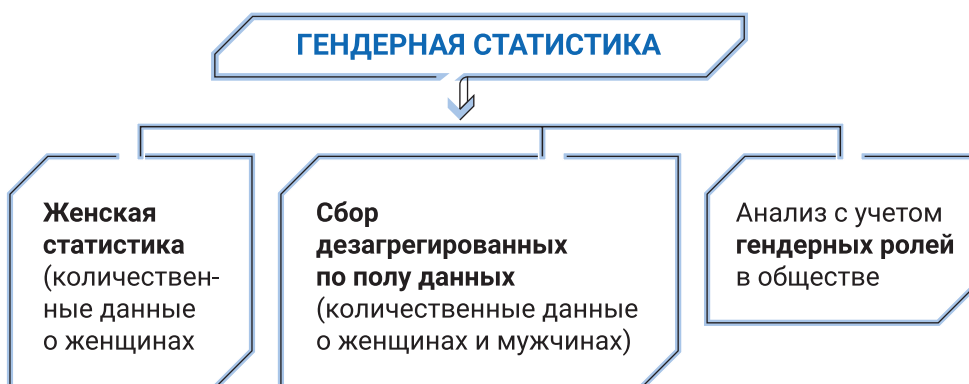 ГЕНДЕРНАЯ СТАТИСТИКА
Женская
статистика
(количествен-
ные данные
о женщинах
Сбор
дезагрегированных
по полу данных
(количественные данные
о женщинах и мужчинах)
Анализ с учетом
гендерных ролей
в обществе